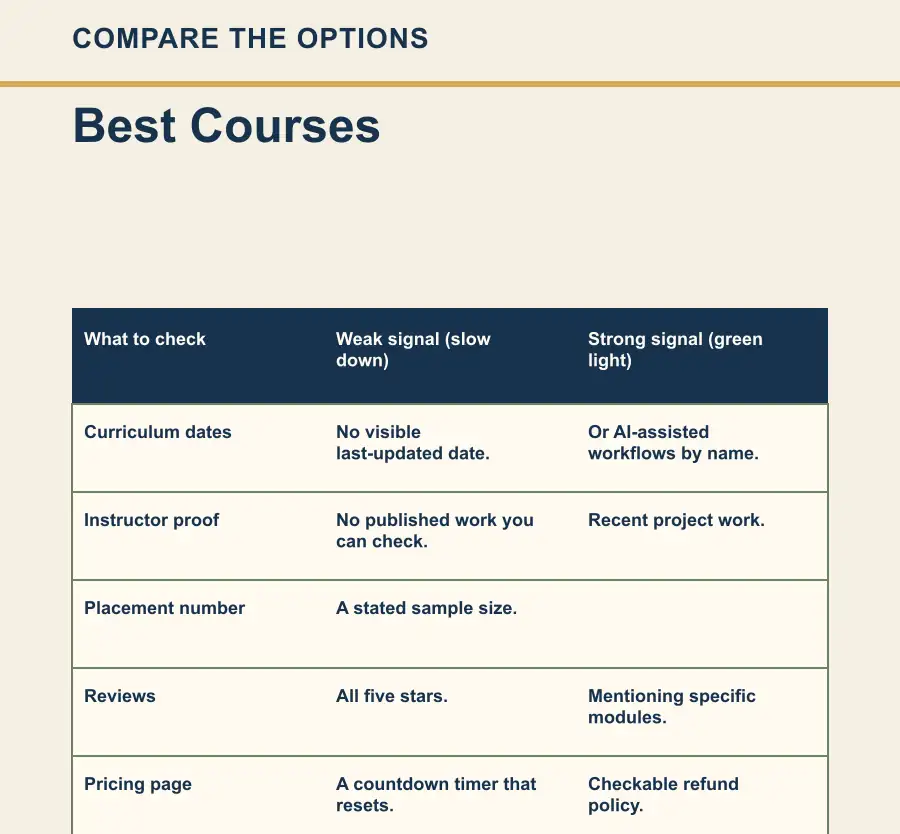 COMPARE THE OPTIONS
Best Courses
What to check
Weak signal (slow
down)
Strong signal (green
light)
Curriculum dates
No visible
last-updated date.
Or AI-assisted
workflows by name.
Instructor proof
No published work you
can check.
Recent project work.
Placement number
A stated sample size.
Reviews
All five stars.
Mentioning specific
modules.
Pricing page
A countdown timer that
resets.
Checkable refund
policy.